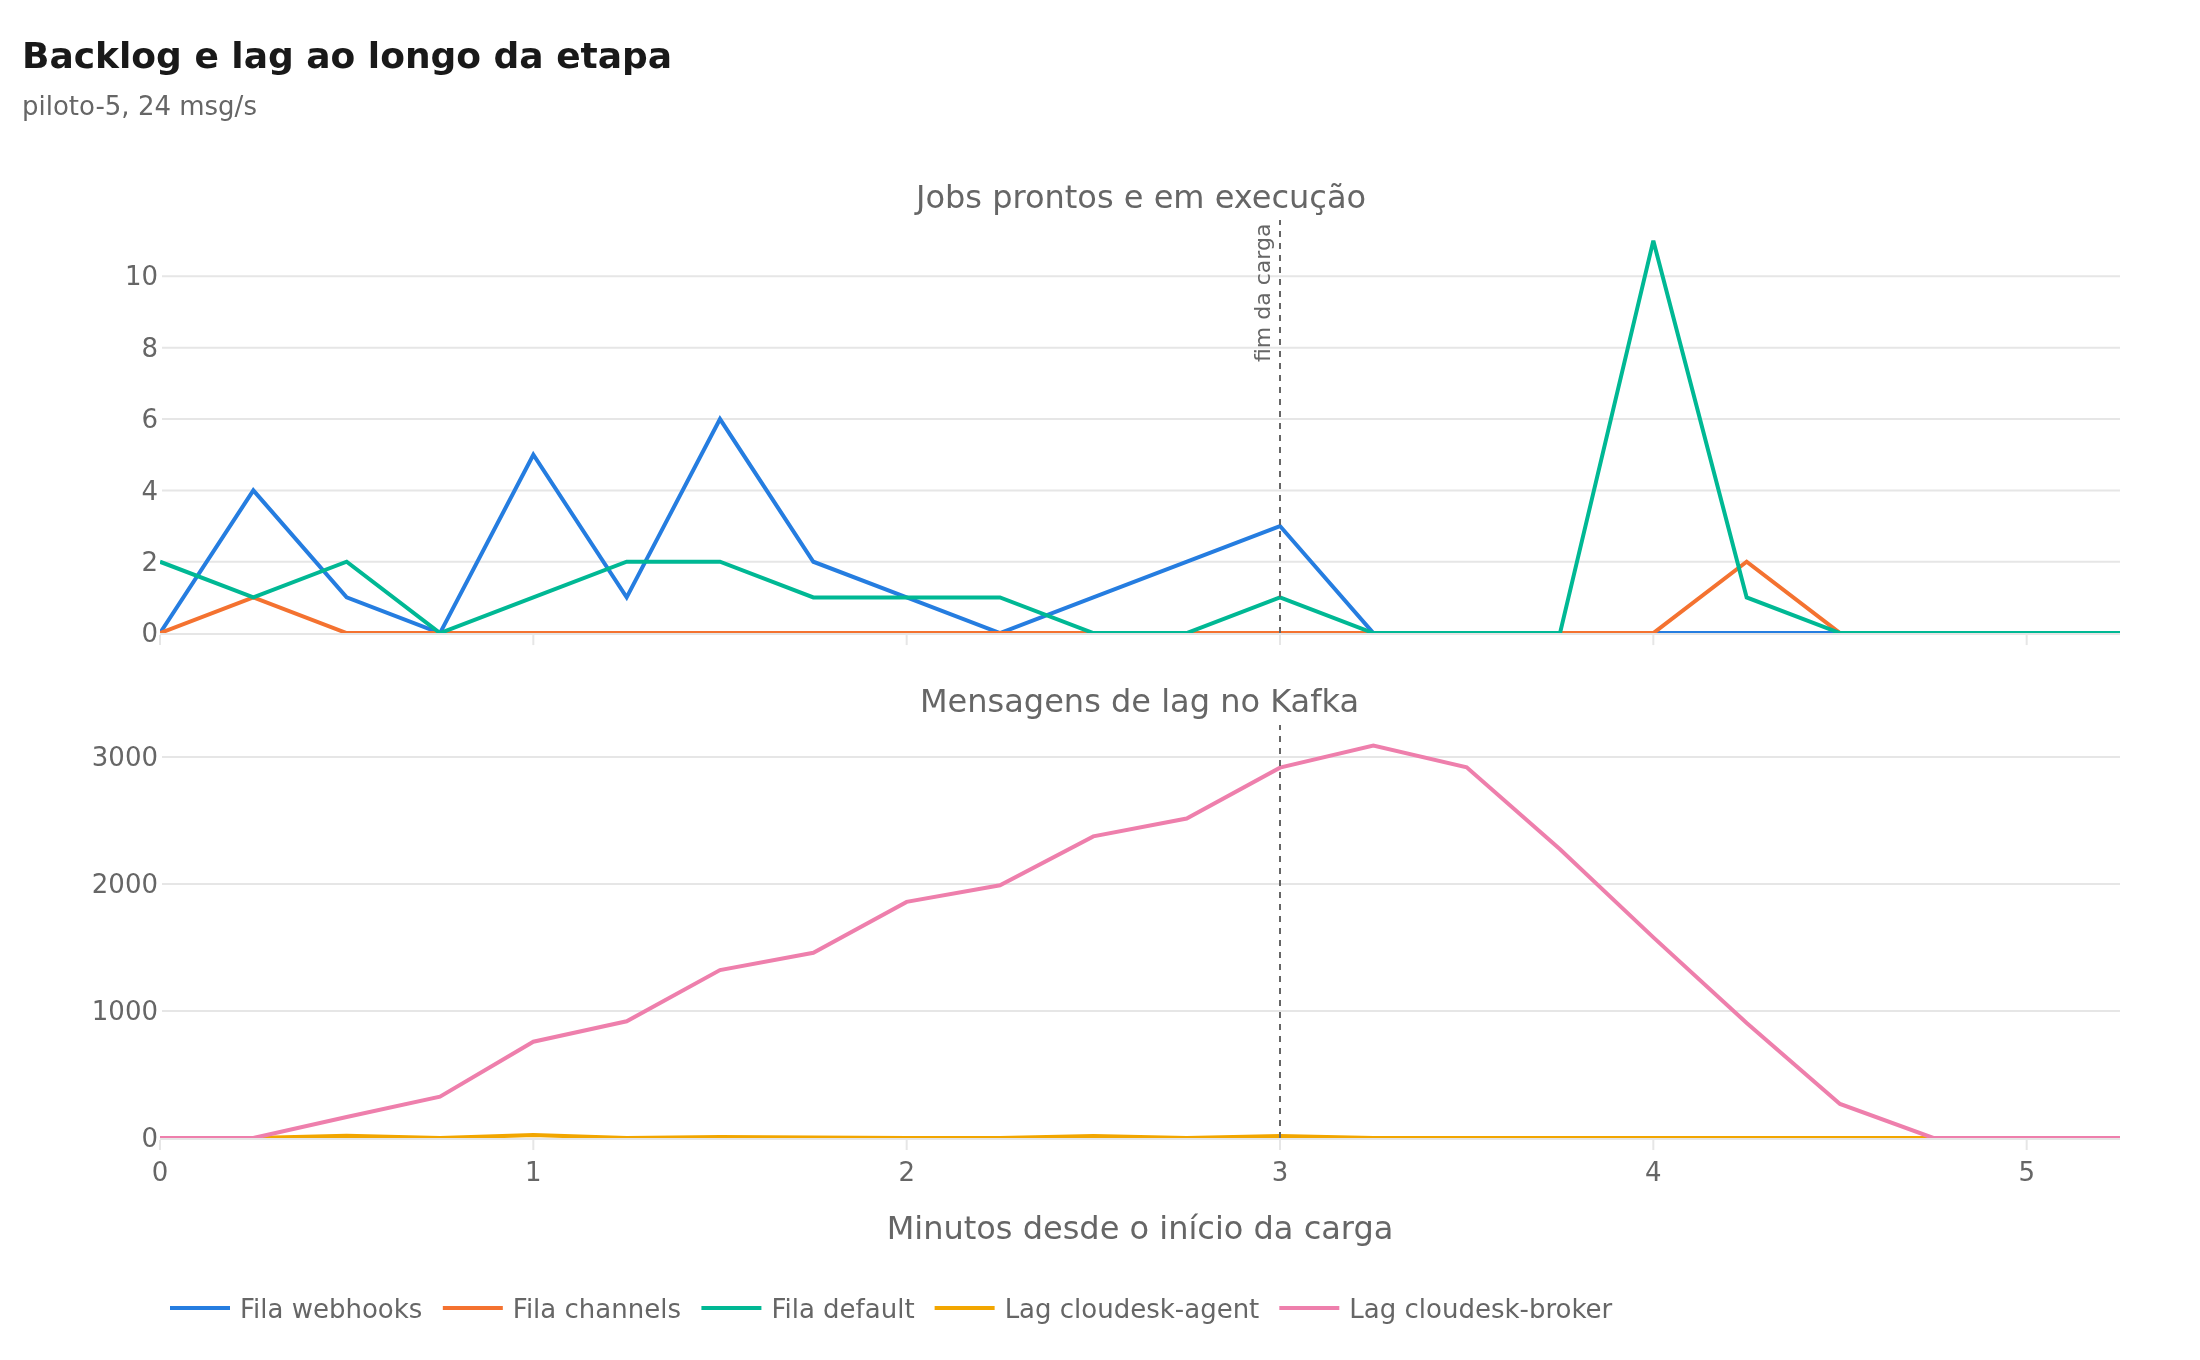 Backlog e lag ao longo da etapa
piloto-5, 24 msg/s
Jobs prontos e em execução
fim da carga
10
8
6
4
2
0
Mensagens de lag no Kafka
3000
2000
1000
0
0 1 2 3 4 5
Minutos desde o início da carga
Fila webhooks Fila channels Fila default Lag cloudesk-agent Lag cloudesk-broker